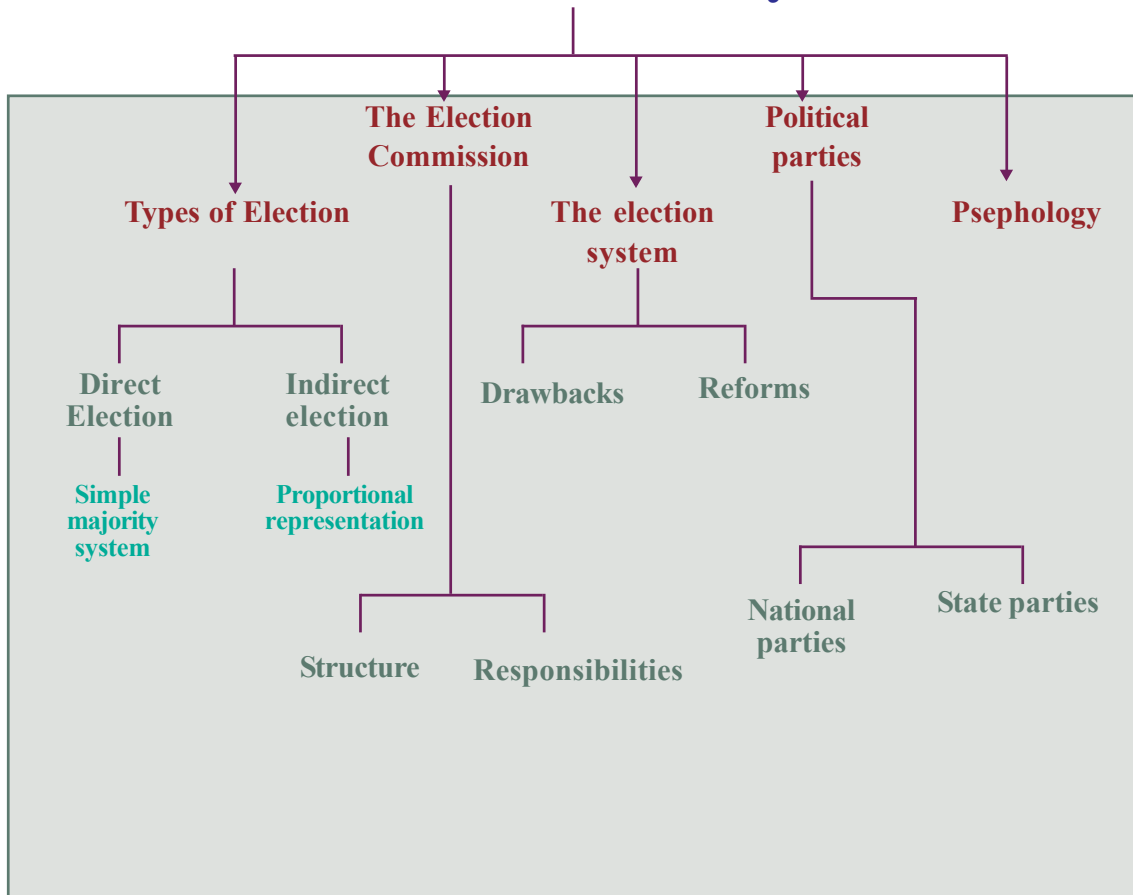 The Election
Commission
Political
parties
Types of Election
The election
system
Psephology
Direct
Election
Indirect
election
Drawbacks
Reforms
Simple
majority
system
Proportional
representation
National
parties
State parties
Structure
Responsibilities